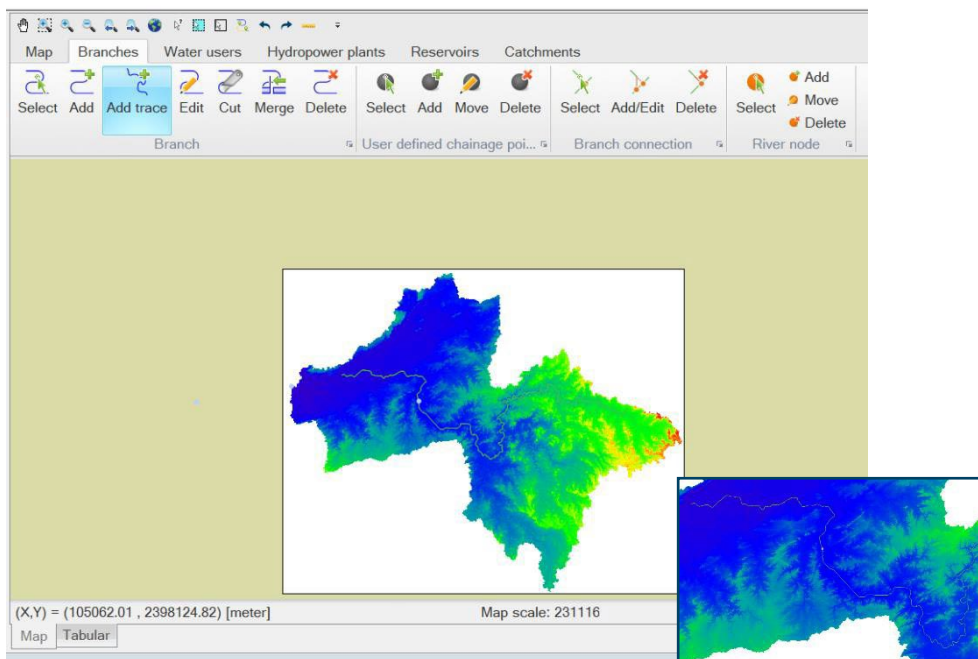 Map Branches Water users Hydropower plants Reservoirs Catchments
Select Add Add trace Edit Cut Merge Delete Select Add Move Delete Select Add/Edit Delete Select
Add
Move
Delete
Branch User defined chainage poi... Branch connection River node
(X,Y) = (105062.01 , 2398124.82) [meter] Map scale: 231116
Map Tabular